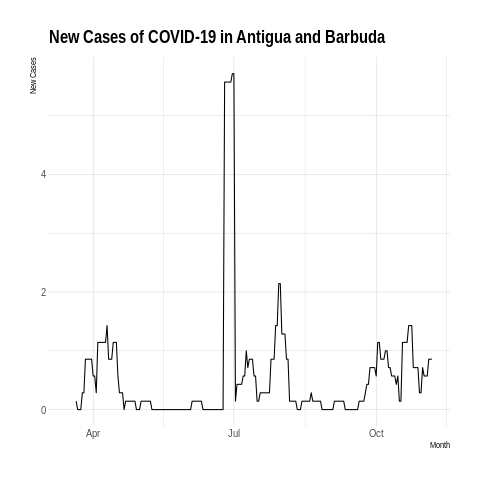 New Cases of COVID-19 in Antigua and Barbuda
New Cases
4
2
0
Apr
Jul
Oct
Month